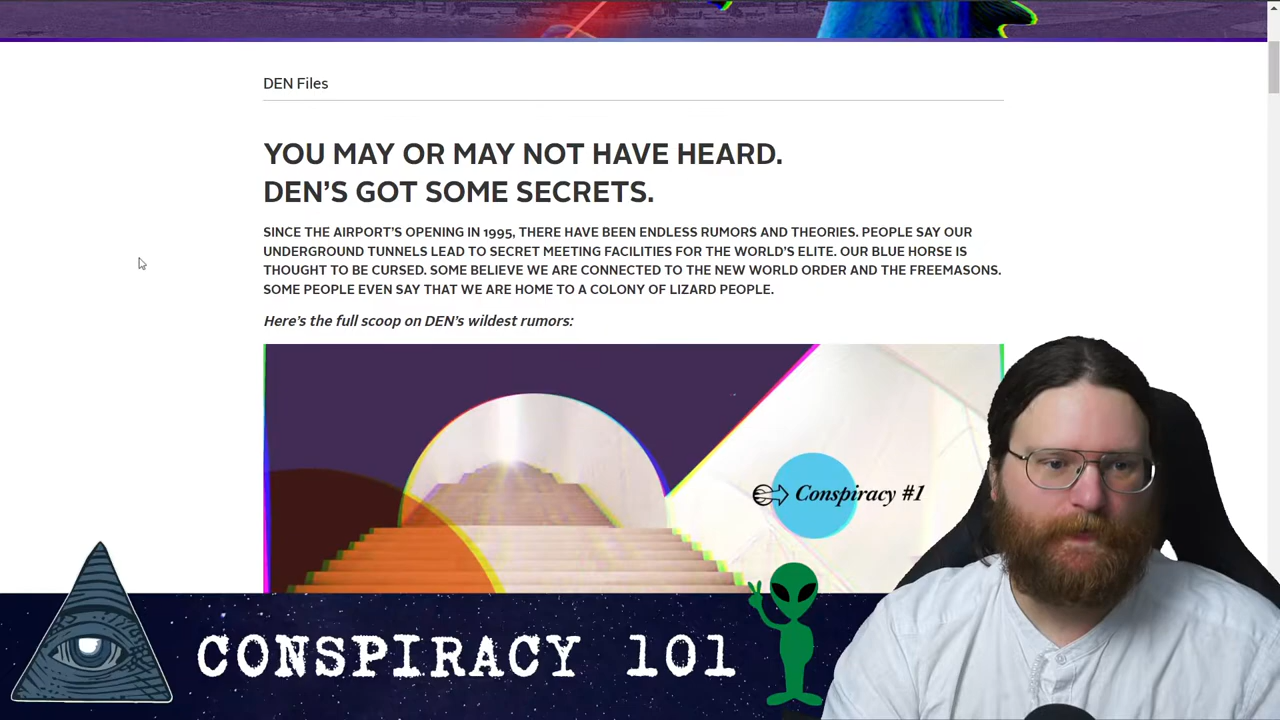 DEN Files
YOU MAY OR MAY NOT HAVE HEARD.
DEN’S GOT SOME SECRETS.
SINCE THE AIRPORT’S OPENING IN 1995, THERE HAVE BEEN ENDLESS RUMORS AND THEORIES. PEOPLE SAY OUR
UNDERGROUND TUNNELS LEAD TO SECRET MEETING FACILITIES FOR THE WORLD’S ELITE. OUR BLUE HORSE IS
THOUGHT TO BE CURSED. SOME BELIEVE WE ARE CONNECTED TO THE NEW WORLD ORDER AND THE FREEMASONS.
SOME PEOPLE EVEN SAY THAT WE ARE HOME TO A COLONY OF LIZARD PEOPLE.
Here’s the full scoop on DEN’s wildest rumors:
Conspiracy #1
CONSPIRACY 101